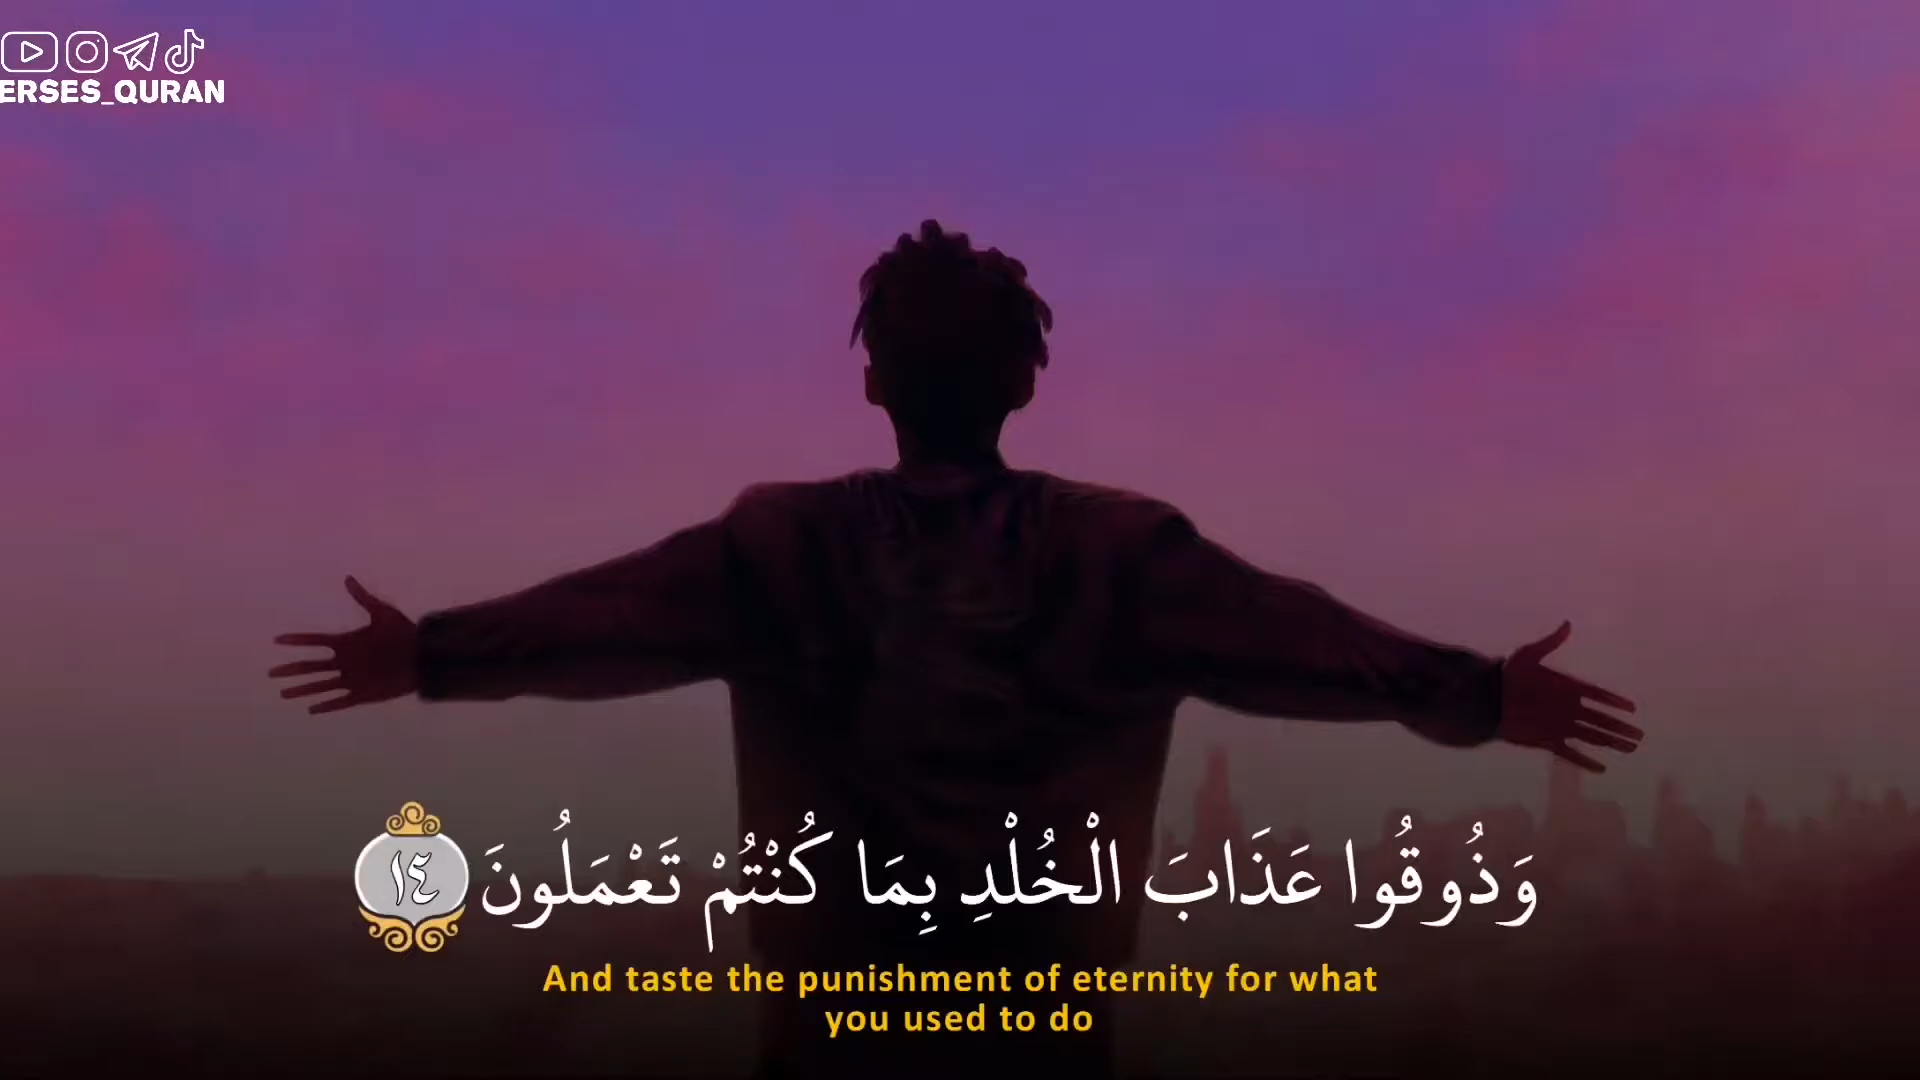 ERSES_QURAN
وَذُوقُوا عَذَابَ الْخُلْدِ بِمَا كُنْتُمْ تَعْمَلُونَ ١٤
And taste the punishment of eternity for what
you used to do